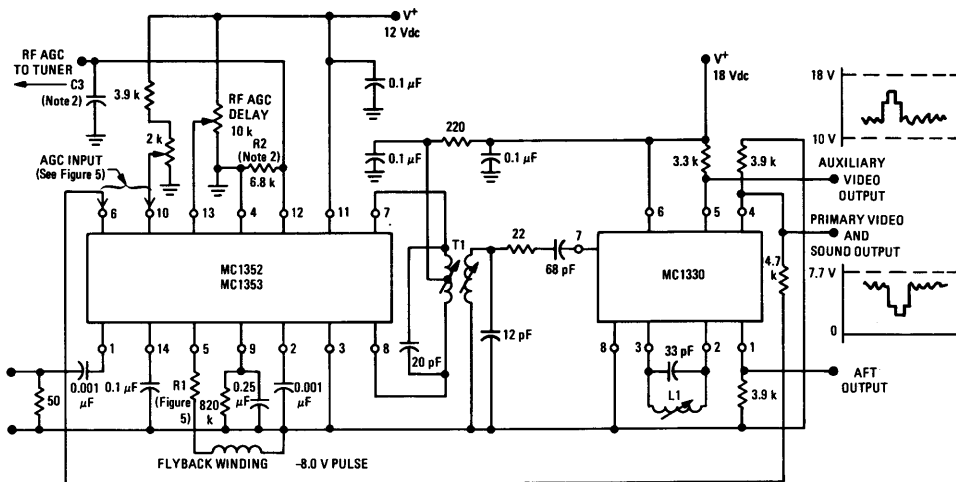 V+
12 Vdc
RF AGC
TO TUNER
C3
(Note 2)
3.9 k
2 k
RF AGC
DELAY
10 k
R2
(Note 2)
6.8 k
0.1 μF
AGC INPUT
(See Figure 5)
6
10
13
4
12
11
7
MC1352
MC1353
1
14
5
9
2
3
8
50
0.001
μF
0.1 μF
R1
(Figure
5)
820
k
0.25
μF
0.001
μF
FLYBACK WINDING
–8.0 V PULSE
0.1 μF
220
0.1 μF
T1
20 pF
22
68 pF
7
12 pF
V+
18 Vdc
3.3 k
3.9 k
6
5
4
MC1330
8
3
2
1
33 pF
L1
3.9 k
4.7
k
18 V
10 V
AUXILIARY
VIDEO
OUTPUT
PRIMARY VIDEO
AND
SOUND OUTPUT
7.7 V
0
AFT
OUTPUT